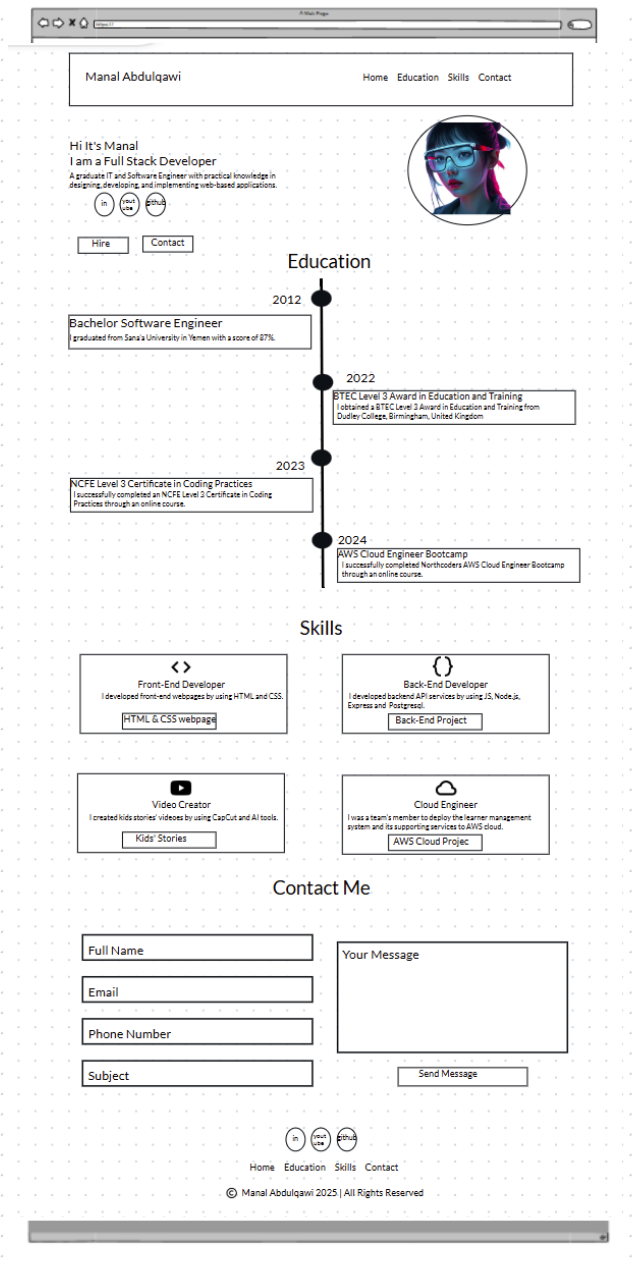 A Web Page
https://
Manal Abdulqawi
Home Education Skills Contact
Hi It's Manal
I am a Full Stack Developer
A graduate IT and Software Engineer with practical knowledge in
designing, developing, and implementing web-based applications.
in
yout
ube
github
Hire
Contact
Education
2012
Bachelor Software Engineer
I graduated from Sana'a University in Yemen with a score of 87%.
2022
BTEC Level 3 Award in Education and Training
I obtained a BTEC Level 3 Award in Education and Training from
Dudley College, Birmingham, United Kingdom
2023
NCFE Level 3 Certificate in Coding Practices
I successfully completed an NCFE Level 3 Certificate in Coding
Practices through an online course.
2024
AWS Cloud Engineer Bootcamp
I successfully completed Northcoders AWS Cloud Engineer Bootcamp
through an online course.
Skills
Front-End Developer
I developed front-end webpages by using HTML and CSS.
HTML & CSS webpage
Back-End Developer
I developed backend API services by using JS, Node.js,
Express and Postgresql.
Back-End Project
Video Creator
I created kids stories' videoes by using CapCut and AI tools.
Kids' Stories
Cloud Engineer
I was a team's member to deploy the learner management
system and its supporting services to AWS cloud.
AWS Cloud Projec
Contact Me
Full Name
Email
Phone Number
Subject
Your Message
Send Message
in
yout
ube
github
Home Education Skills Contact
© Manal Abdulqawi 2025 | All Rights Reserved